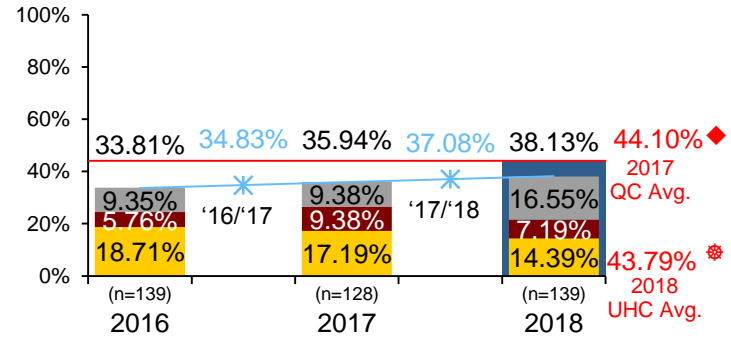 100%
80%
60%
40%
20%
0%
33.81% 34.83% 35.94% 37.08% 38.13% 44.10%
2017
QC Avg.
9.35% 9.38% 16.55%
5.76% ‘16/‘17 9.38% ‘17/‘18 7.19%
18.71% 17.19% 14.39%
43.79%
2018
UHC Avg.
(n=139) (n=128) (n=139)
2016 2017 2018